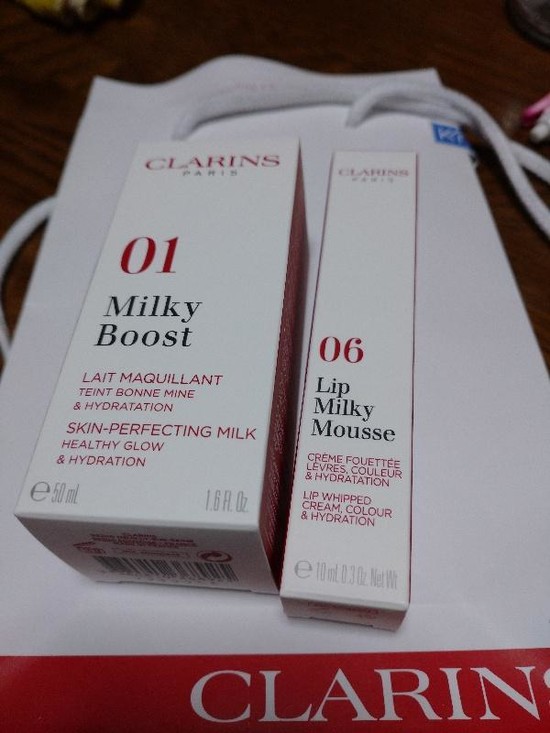 CLARINS
PARIS
01
Milky
Boost
LAIT MAQUILLANT
TEINT BONNE MINE
& HYDRATATION
SKIN-PERFECTING MILK
HEALTHY GLOW
& HYDRATION
e 50 mL
1.6 Fl. Oz.
CLARINS
PARIS
06
Lip
Milky
Mousse
CRÈME FOUETTÉE
LÈVRES, COULEUR
& HYDRATATION
LIP WHIPPED
CREAM, COLOUR
& HYDRATION
e 10 mL 0.3 Oz. Net Wt
CLARINS